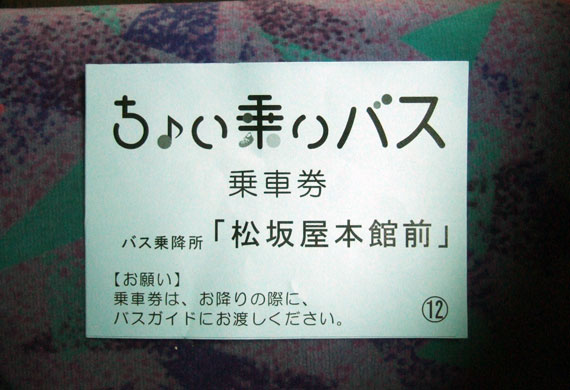 ちょい乗りバス
乗車券
バス乗降所「松坂屋本館前」
【お願い】
乗車券は、お降りの際に、
バスガイドにお渡しください。
⑫